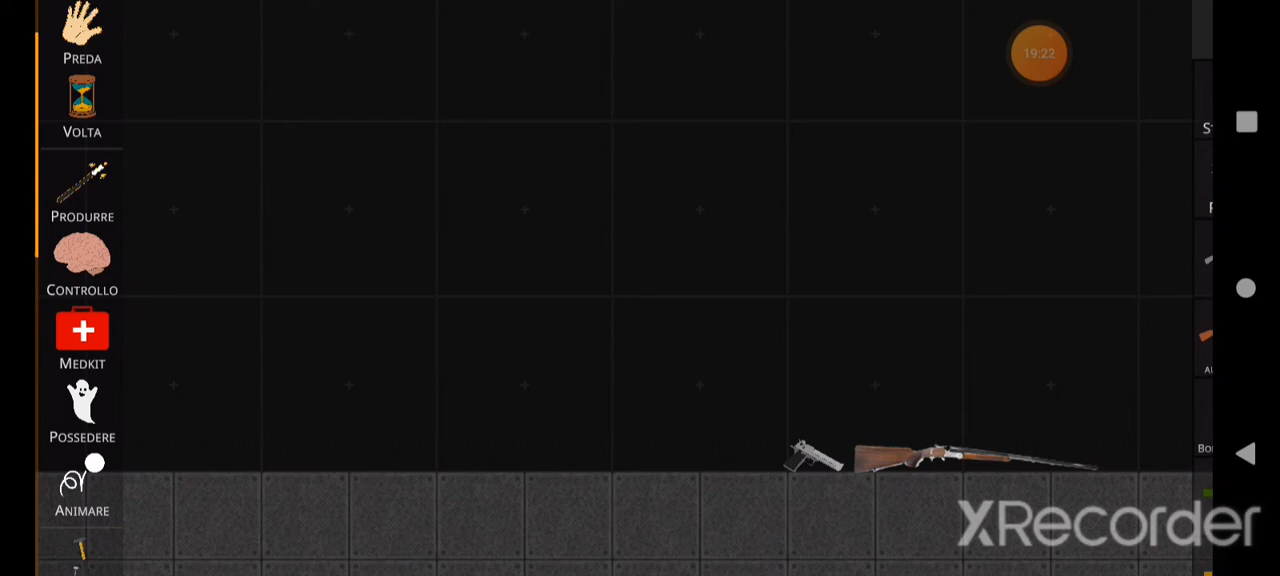 PREDA
19:22
VOLTA
PRODURRE
CONTROLLO
MEDKIT
POSSEDERE
ANIMARE
XRecorder